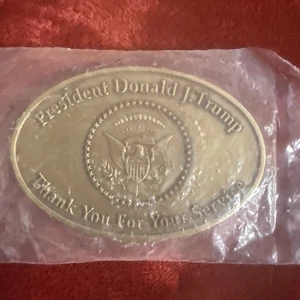 President Donald J. Trump
Thank You For Your Service